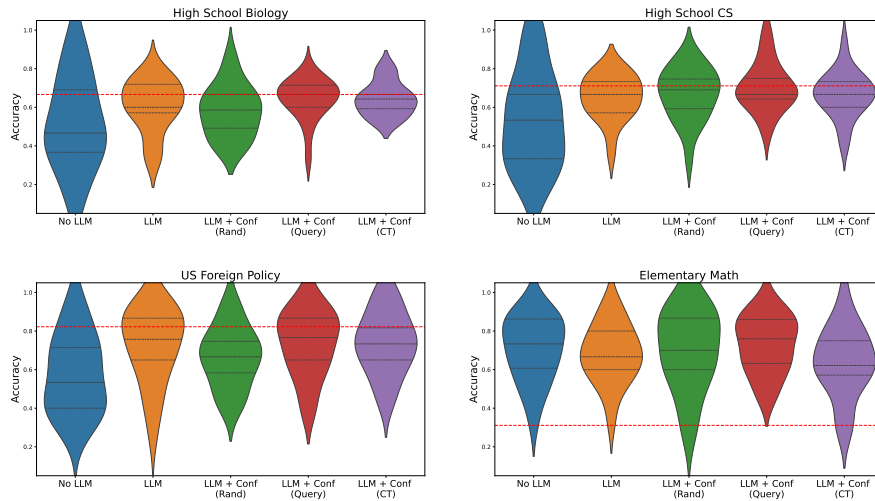 High School Biology
High School CS
Accuracy
1.0
0.8
0.6
0.4
0.2
No LLM
LLM
LLM + Conf
(Rand)
LLM + Conf
(Query)
LLM + Conf
(CT)
Accuracy
1.0
0.8
0.6
0.4
0.2
No LLM
LLM
LLM + Conf
(Rand)
LLM + Conf
(Query)
LLM + Conf
(CT)
US Foreign Policy
Elementary Math
Accuracy
1.0
0.8
0.6
0.4
0.2
No LLM
LLM
LLM + Conf
(Rand)
LLM + Conf
(Query)
LLM + Conf
(CT)
Accuracy
1.0
0.8
0.6
0.4
0.2
No LLM
LLM
LLM + Conf
(Rand)
LLM + Conf
(Query)
LLM + Conf
(CT)